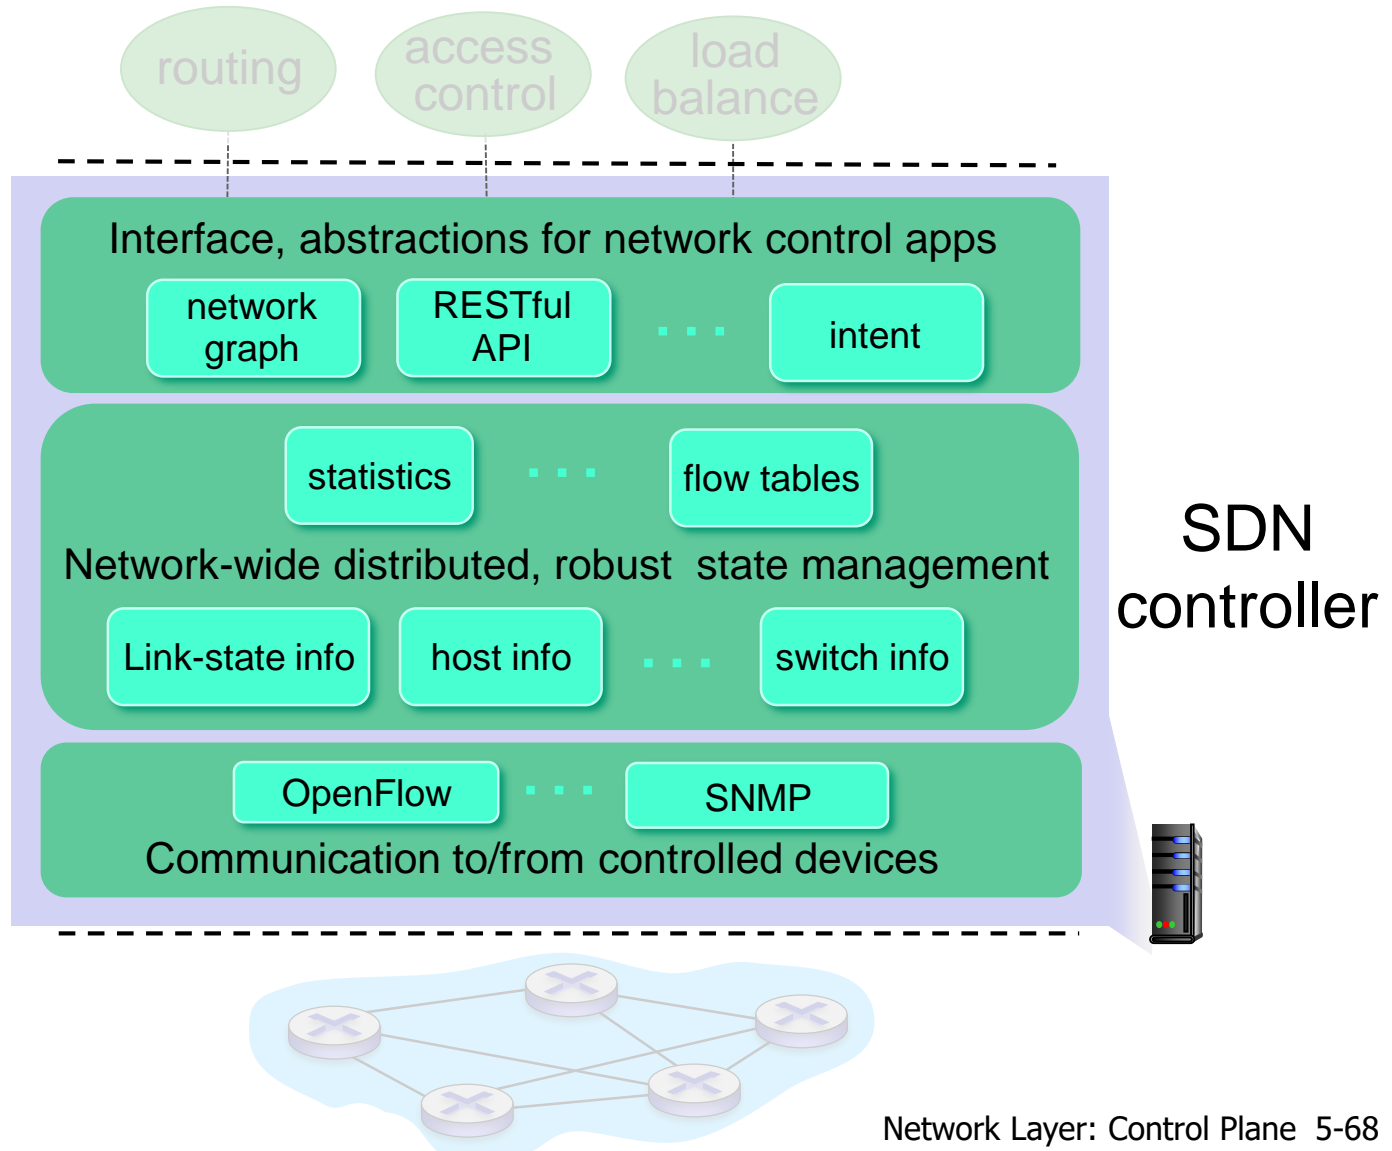 routing
access
control
load
balance
Interface, abstractions for network control apps
network
graph
RESTful
API
. . .
intent
statistics
. . .
flow tables
Network-wide distributed, robust  state management
Link-state info
host info
. . .
switch info
SDN
controller
OpenFlow
. . .
SNMP
Communication to/from controlled devices
Network Layer: Control Plane  5-68